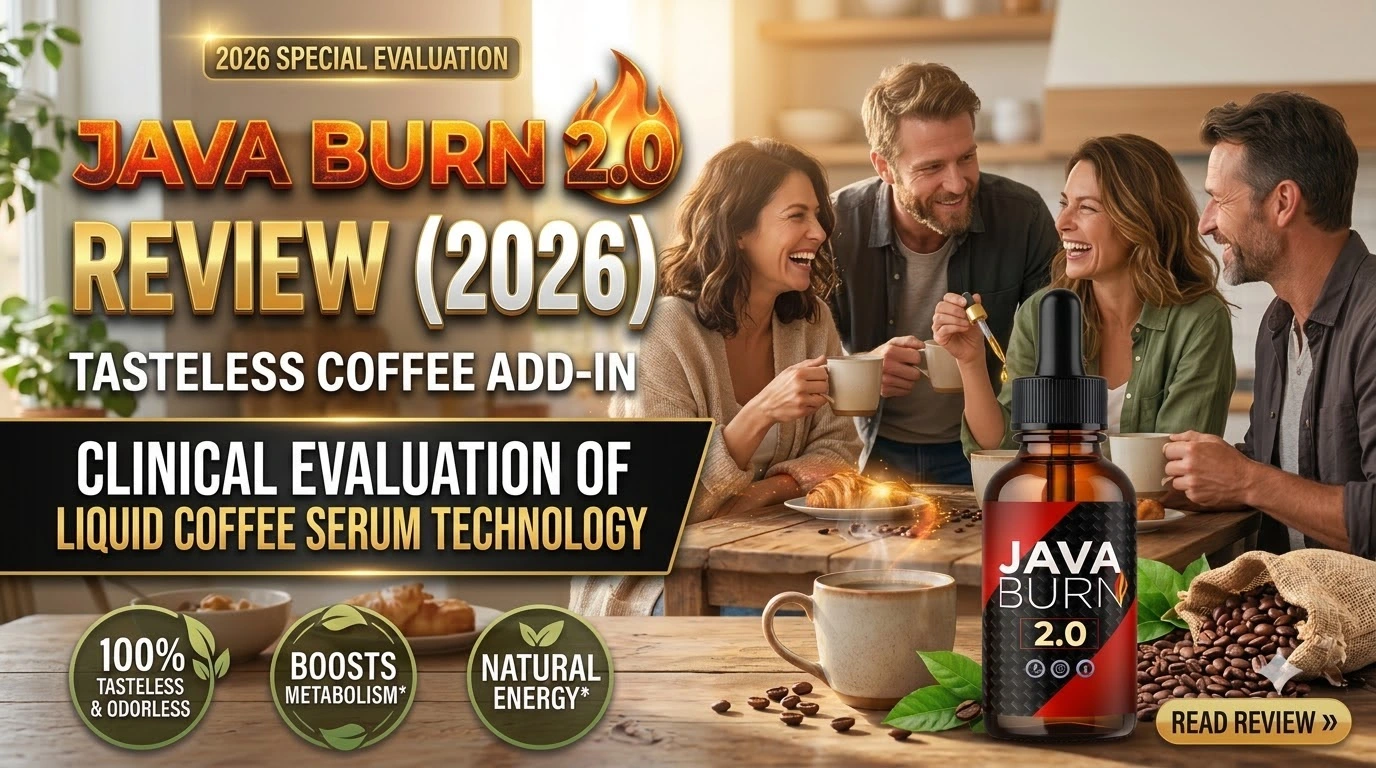 2026 SPECIAL EVALUATION
JAVA BURN 2.0
REVIEW (2026)
TASTELESS COFFEE ADD-IN
CLINICAL EVALUATION OF
LIQUID COFFEE SERUM TECHNOLOGY
100%
TASTELESS
& ODORLESS
BOOSTS
METABOLISM*
NATURAL
ENERGY*
JAVA
BURN
2.0
READ REVIEW »